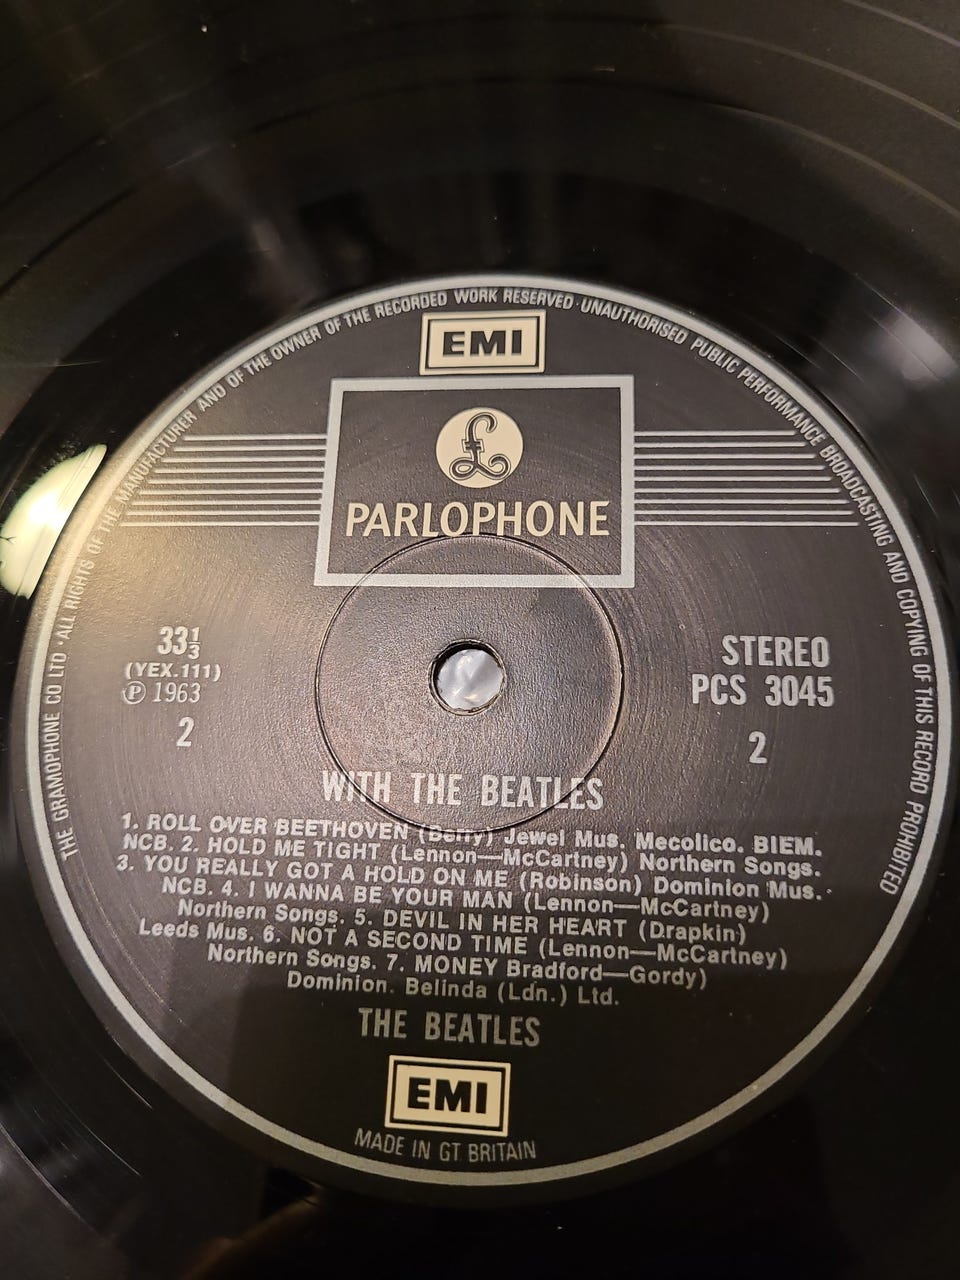 THE GRAMOPHONE CO LTD · ALL RIGHTS OF THE MANUFACTURER AND OF THE OWNER OF THE RECORDED WORK RESERVED · UNAUTHORISED PUBLIC PERFORMANCE BROADCASTING AND COPYING OF THIS RECORD PROHIBITED
EMI
£
PARLOPHONE
33⅓
(YEX.111)
℗ 1963
2
STEREO
PCS 3045
2
WITH THE BEATLES
1. ROLL OVER BEETHOVEN (Berry) Jewel Mus. Mecolico. BIEM.
NCB. 2. HOLD ME TIGHT (Lennon—McCartney) Northern Songs.
3. YOU REALLY GOT A HOLD ON ME (Robinson) Dominion Mus.
NCB. 4. I WANNA BE YOUR MAN (Lennon—McCartney)
Northern Songs. 5. DEVIL IN HER HEART (Drapkin)
Leeds Mus. 6. NOT A SECOND TIME (Lennon—McCartney)
Northern Songs. 7. MONEY Bradford—Gordy)
Dominion. Belinda (Ldn.) Ltd.
THE BEATLES
EMI
MADE IN GT BRITAIN